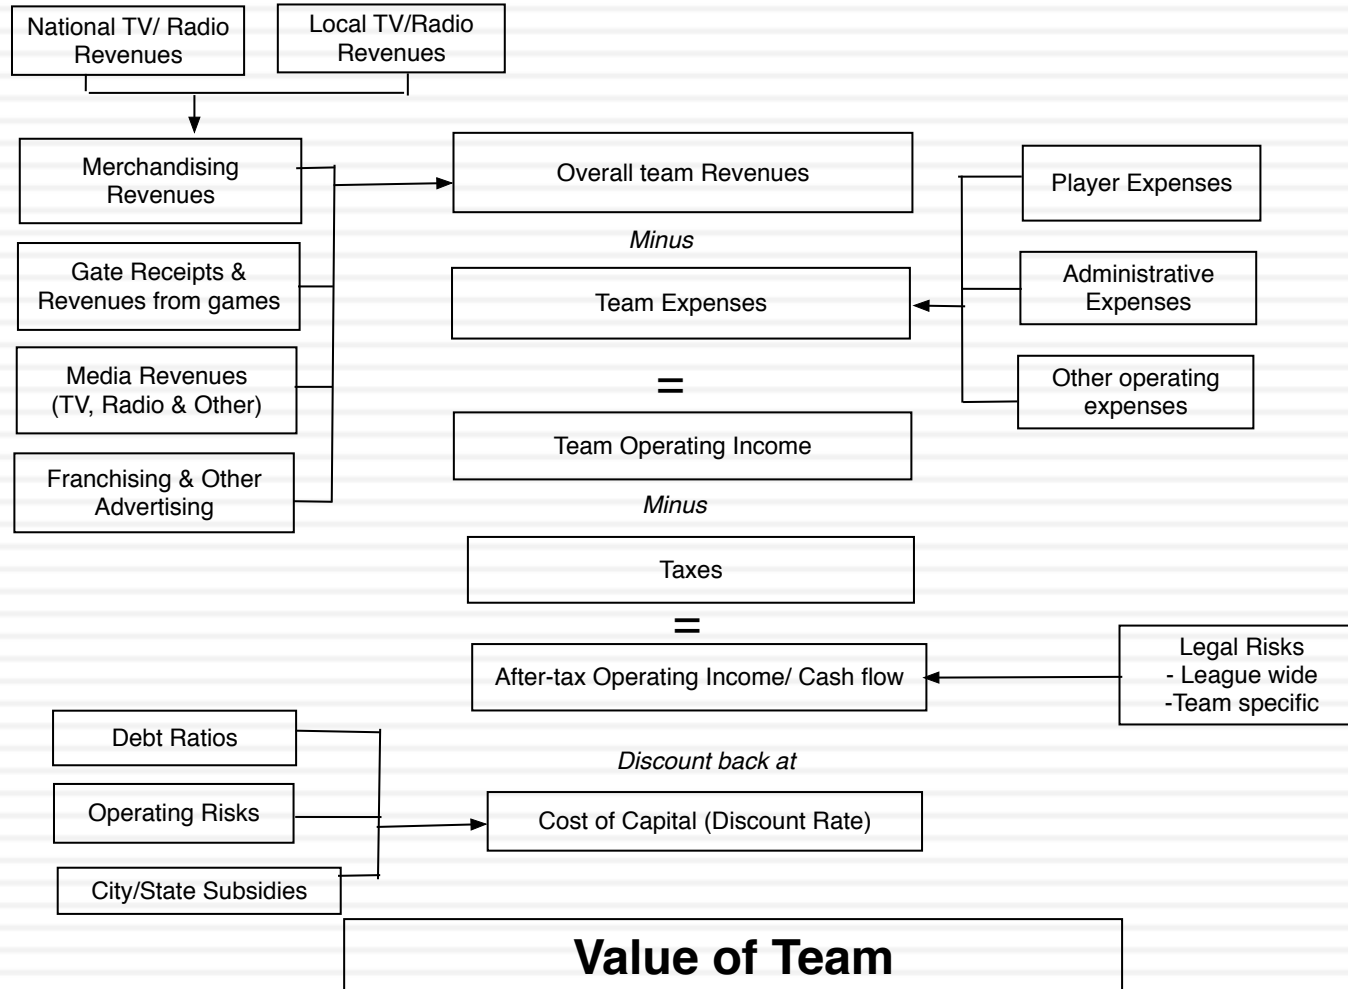 National TV/ Radio
Revenues
Local TV/Radio
Revenues
Merchandising
Revenues
Overall team Revenues
Player Expenses
Minus
Gate Receipts &
Revenues from games
Team Expenses
Administrative
Expenses
Media Revenues
(TV, Radio & Other)
=
Other operating
expenses
Team Operating Income
Franchising & Other
Advertising
Minus
Taxes
=
After-tax Operating Income/ Cash flow
Legal Risks
- League wide
-Team specific
Debt Ratios
Discount back at
Operating Risks
Cost of Capital (Discount Rate)
City/State Subsidies
Value of Team